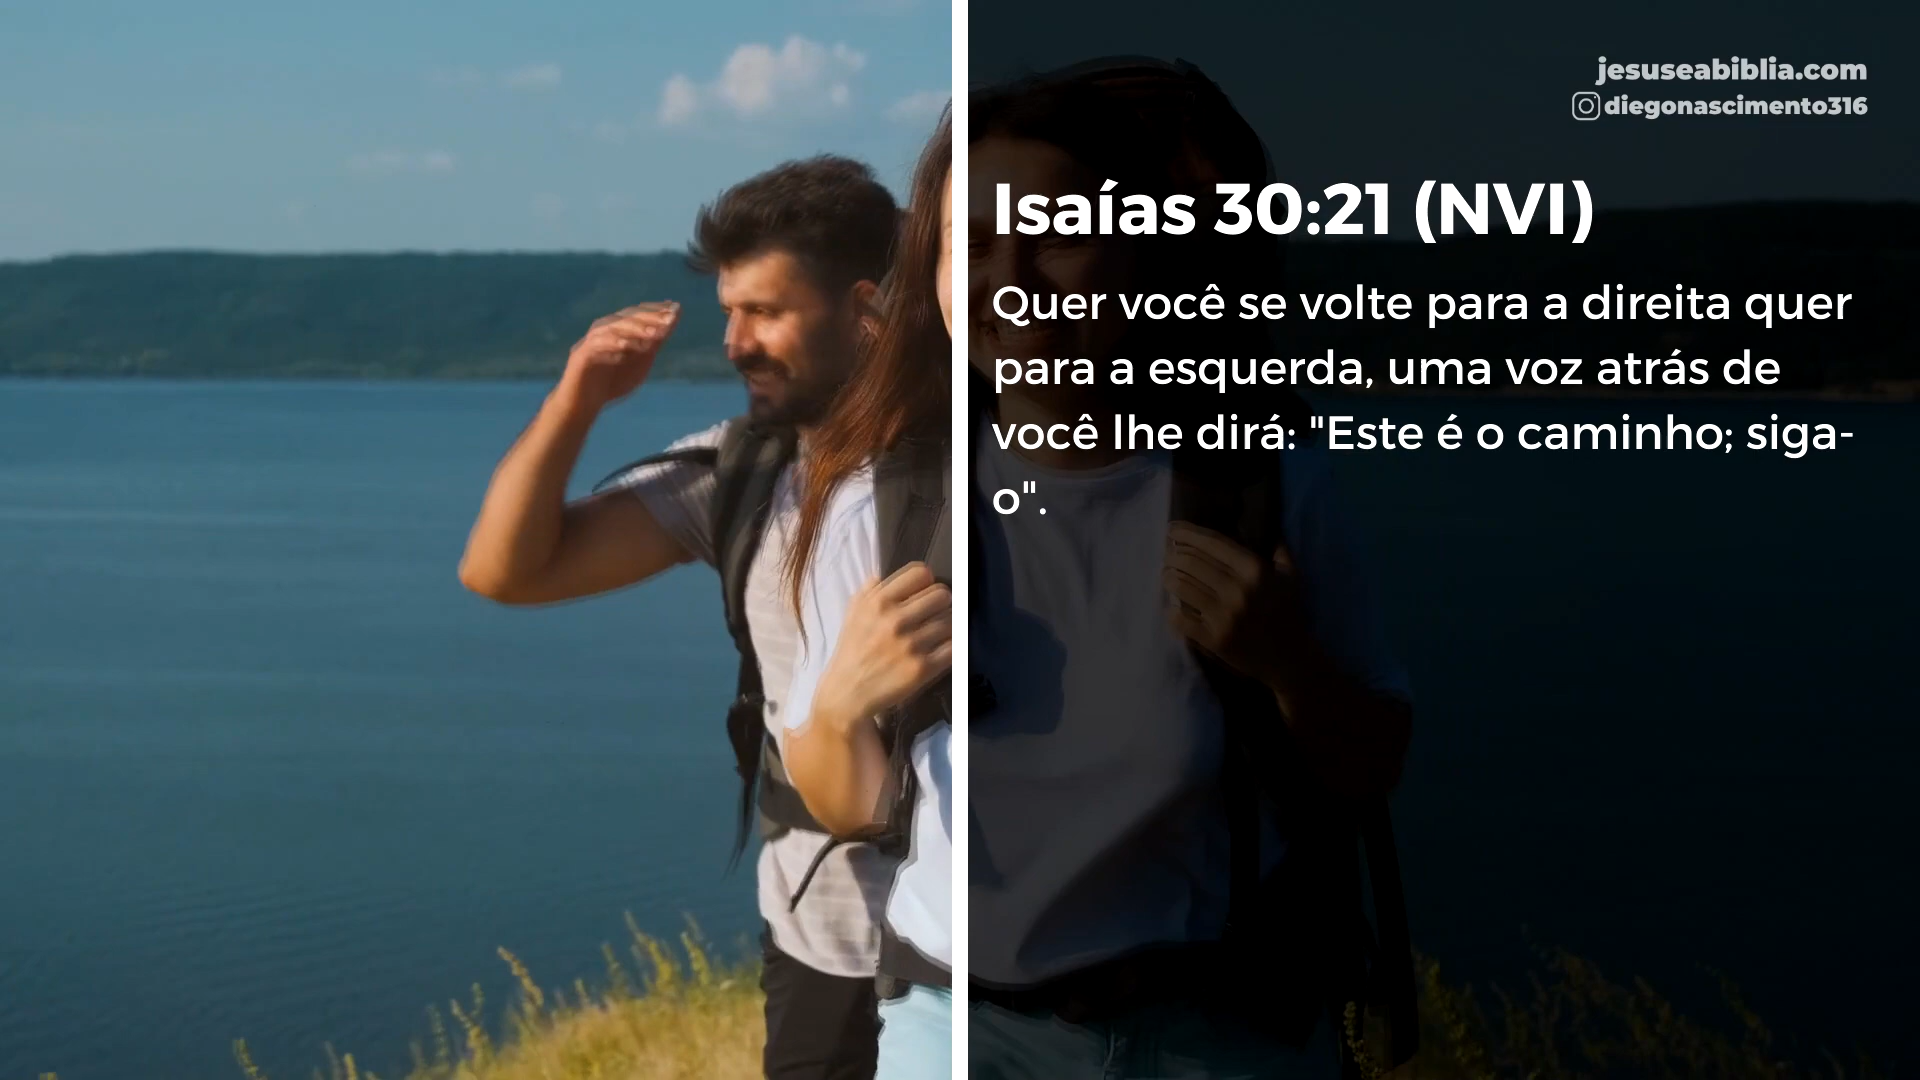 jesuseabiblia.com
diegonascimento316
Isaías 30:21 (NVI)
Quer você se volte para a direita quer
para a esquerda, uma voz atrás de
você lhe dirá: "Este é o caminho; siga-
o".